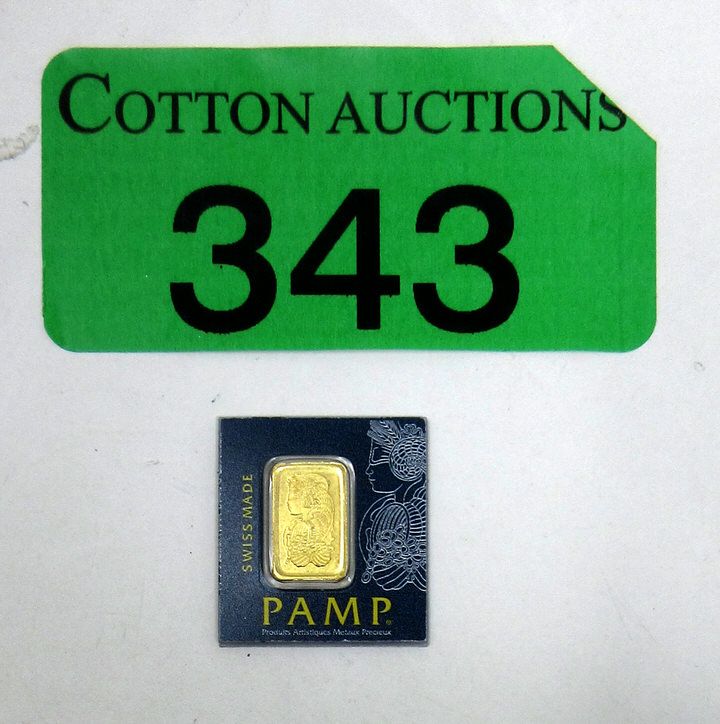 COTTON AUCTIONS
343
SWISS MADE
PAMP®
Produits Artistiques Metaux Precieux